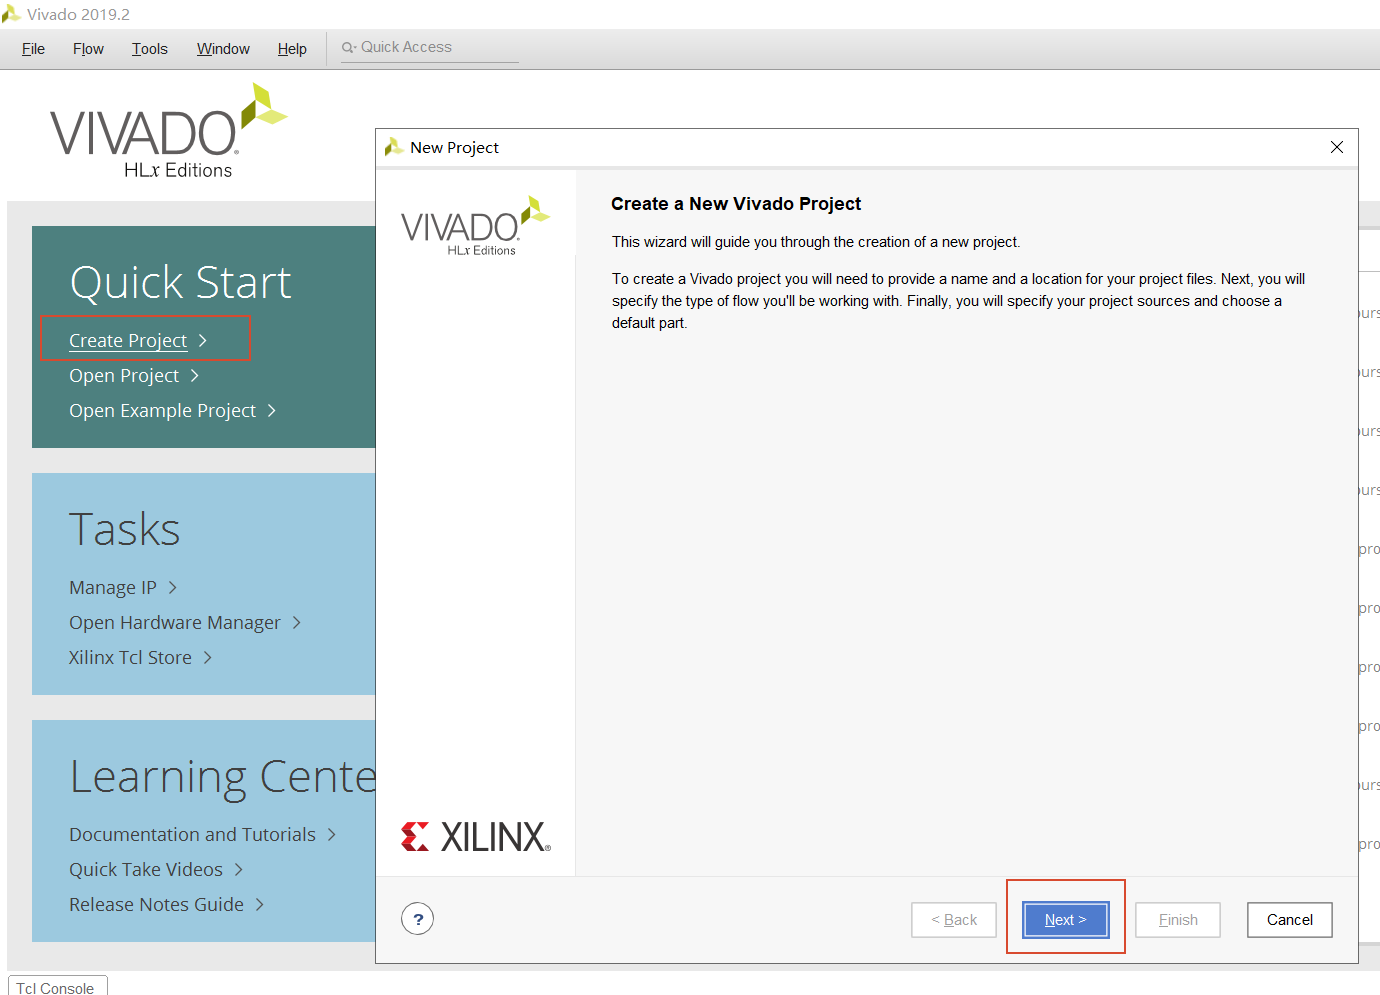 Vivado 2019.2
File Flow Tools Window Help Quick Access
VIVADO.
HLx Editions
New Project
VIVADO.
HLx Editions
Create a New Vivado Project
This wizard will guide you through the creation of a new project.
To create a Vivado project you will need to provide a name and a location for your project files. Next, you will
specify the type of flow you'll be working with. Finally, you will specify your project sources and choose a
default part.
Quick Start
Create Project >
Open Project >
Open Example Project >
Tasks
Manage IP >
Open Hardware Manager >
Xilinx Tcl Store >
Learning Cente
Documentation and Tutorials >
Quick Take Videos >
Release Notes Guide >
XILINX®
? < Back Next > Finish Cancel
Tcl Console